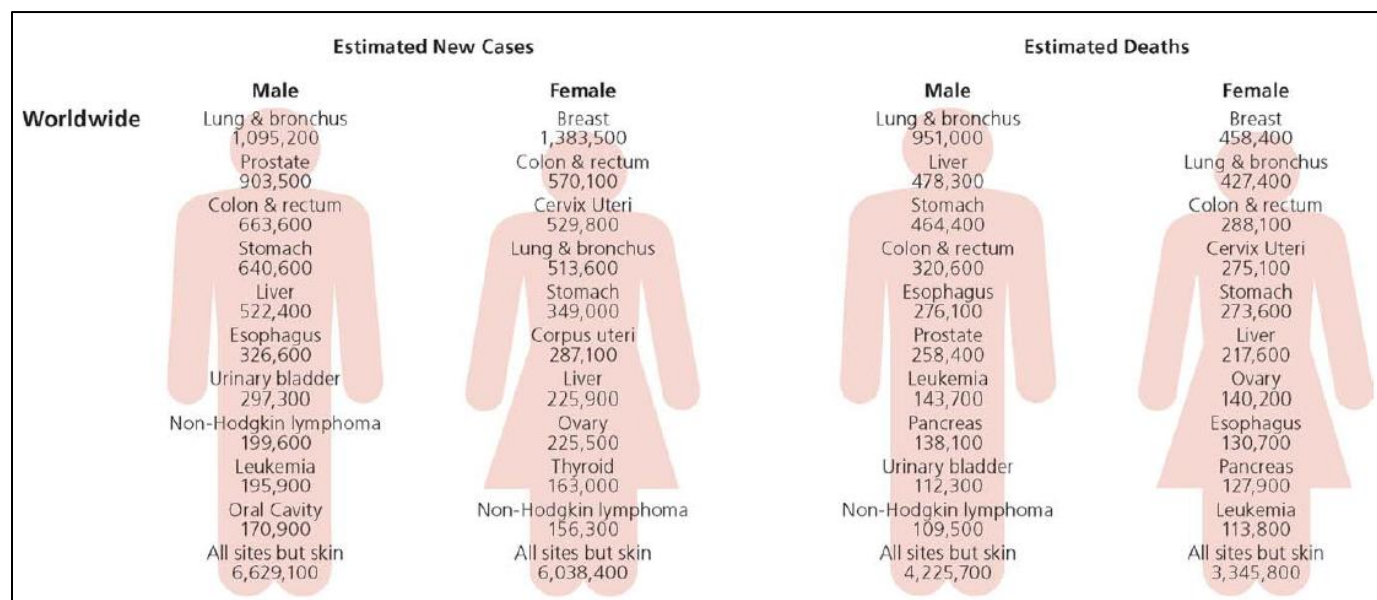 Estimated New Cases
Estimated Deaths
Male
Female
Male
Female
Worldwide
Lung & bronchus
1,095,200
Prostate
903,500
Colon & rectum
663,600
Stomach
640,600
Liver
522,400
Esophagus
326,600
Urinary bladder
297,300
Non-Hodgkin lymphoma
199,600
Leukemia
195,900
Oral Cavity
170,900
All sites but skin
6,629,100
Breast
1,383,500
Colon & rectum
570,100
Cervix Uteri
529,800
Lung & bronchus
513,600
Stomach
349,000
Corpus uteri
287,100
Liver
225,900
Ovary
225,500
Thyroid
163,000
Non-Hodgkin lymphoma
156,300
All sites but skin
6,038,400
Lung & bronchus
951,000
Liver
478,300
Stomach
464,400
Colon & rectum
320,600
Esophagus
276,100
Prostate
258,400
Leukemia
143,700
Pancreas
138,100
Urinary bladder
112,300
Non-Hodgkin lymphoma
109,500
All sites but skin
4,225,700
Breast
458,400
Lung & bronchus
427,400
Colon & rectum
288,100
Cervix Uteri
275,100
Stomach
273,600
Liver
217,600
Ovary
140,200
Esophagus
130,700
Pancreas
127,900
Leukemia
113,800
All sites but skin
3,345,800